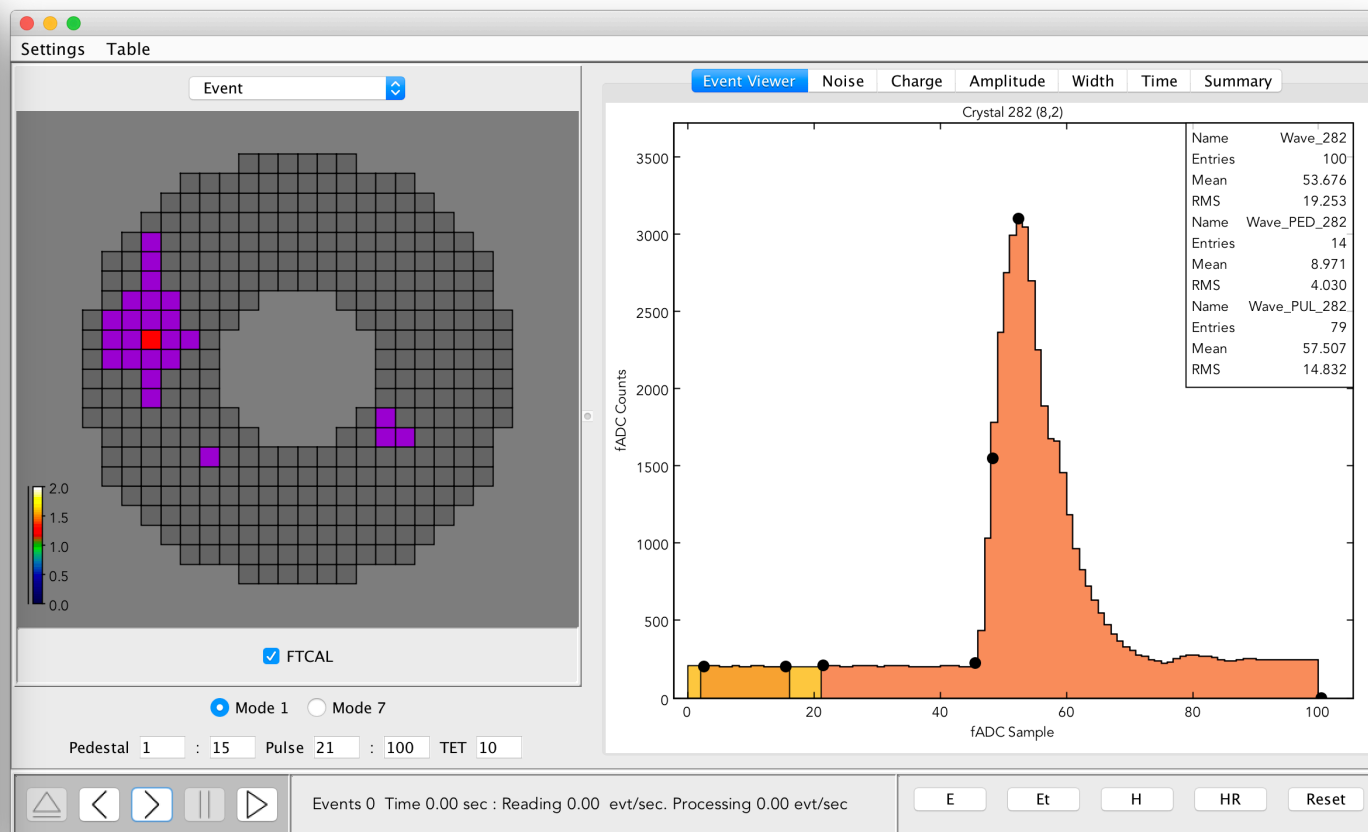 Settings Table
Event
Event Viewer Noise Charge Amplitude Width Time Summary
Crystal 282 (8,2)
Name Wave_282
Entries 100
Mean 53.676
RMS 19.253
Name Wave_PED_282
Entries 14
Mean 8.971
RMS 4.030
Name Wave_PUL_282
Entries 79
Mean 57.507
RMS 14.832
3500
3000
2500
2000
1500
1000
500
0
fADC Counts
0 20 40 60 80 100
fADC Sample
2.0
1.5
1.0
0.5
0.0
FTCAL
Mode 1 Mode 7
Pedestal 1 : 15 Pulse 21 : 100 TET 10
Events 0 Time 0.00 sec : Reading 0.00 evt/sec. Processing 0.00 evt/sec
E Et H HR Reset